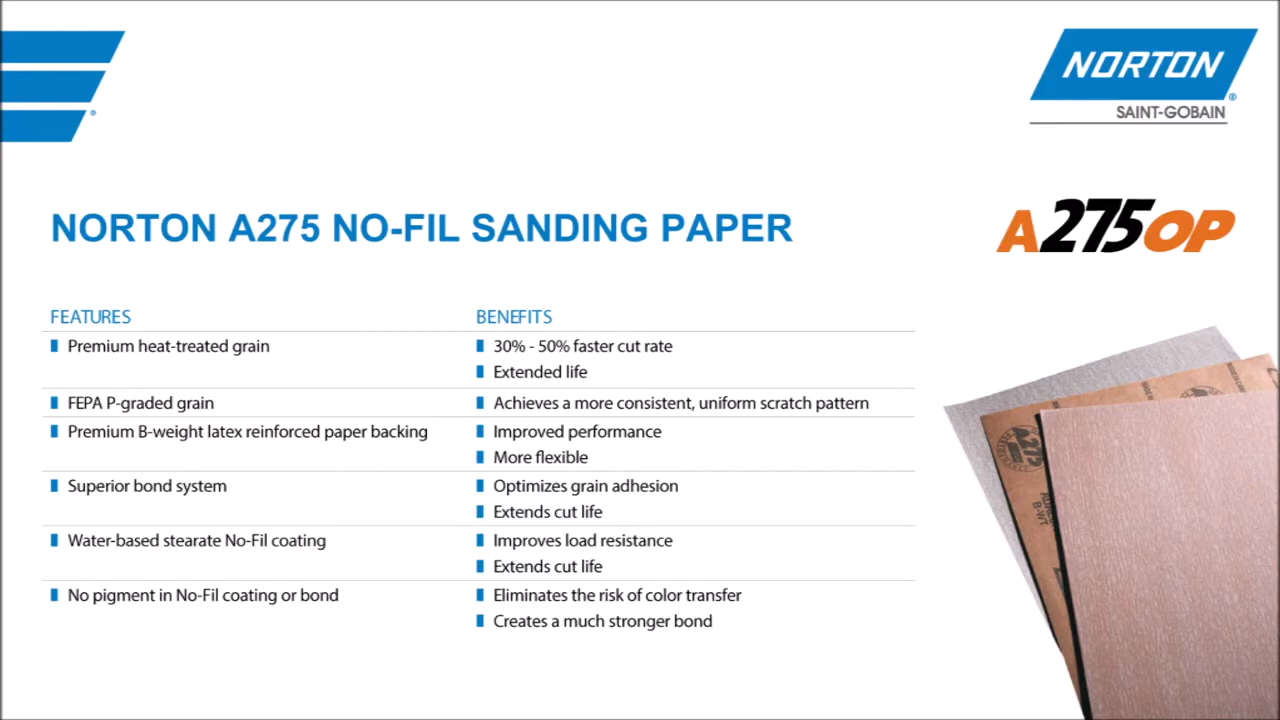 NORTON
®
®
SAINT-GOBAIN
NORTON A275 NO-FIL SANDING PAPER
A275OP
FEATURES
BENEFITS
Premium heat-treated grain
30% - 50% faster cut rate
Extended life
FEPA P-graded grain
Achieves a more consistent, uniform scratch pattern
Premium B-weight latex reinforced paper backing
Improved performance
More flexible
Superior bond system
Optimizes grain adhesion
Extends cut life
Water-based stearate No-Fil coating
Improves load resistance
Extends cut life
No pigment in No-Fil coating or bond
Eliminates the risk of color transfer
Creates a much stronger bond
A275
B-WT